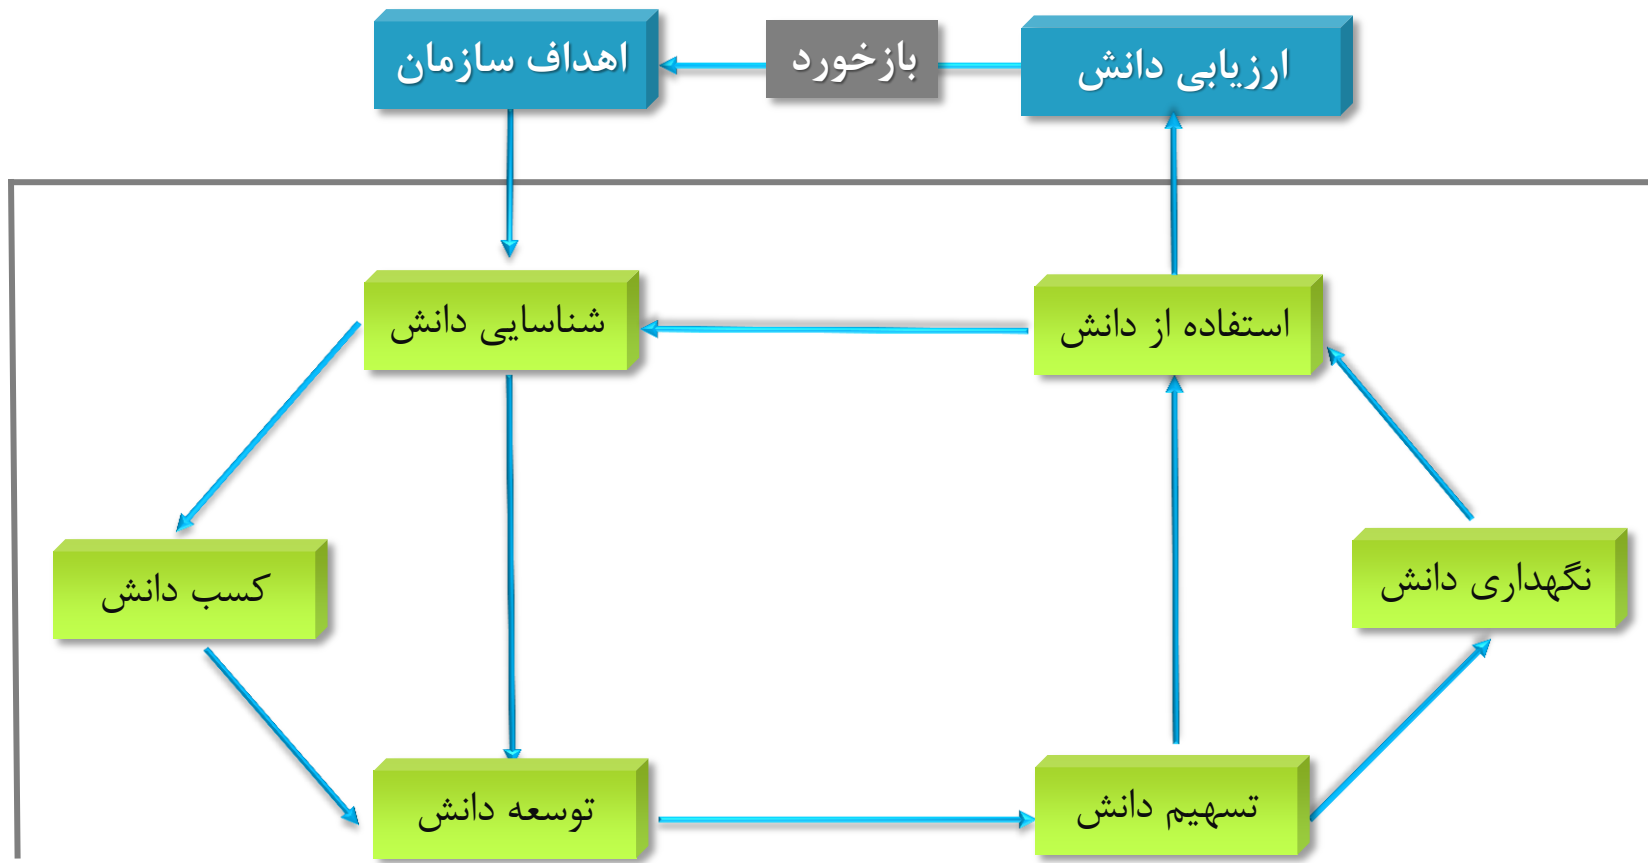 ارزیابی دانش
بازخورد
اهداف سازمان
استفاده از دانش
شناسایی دانش
نگهداری دانش
کسب دانش
تسهیم دانش
توسعه دانش